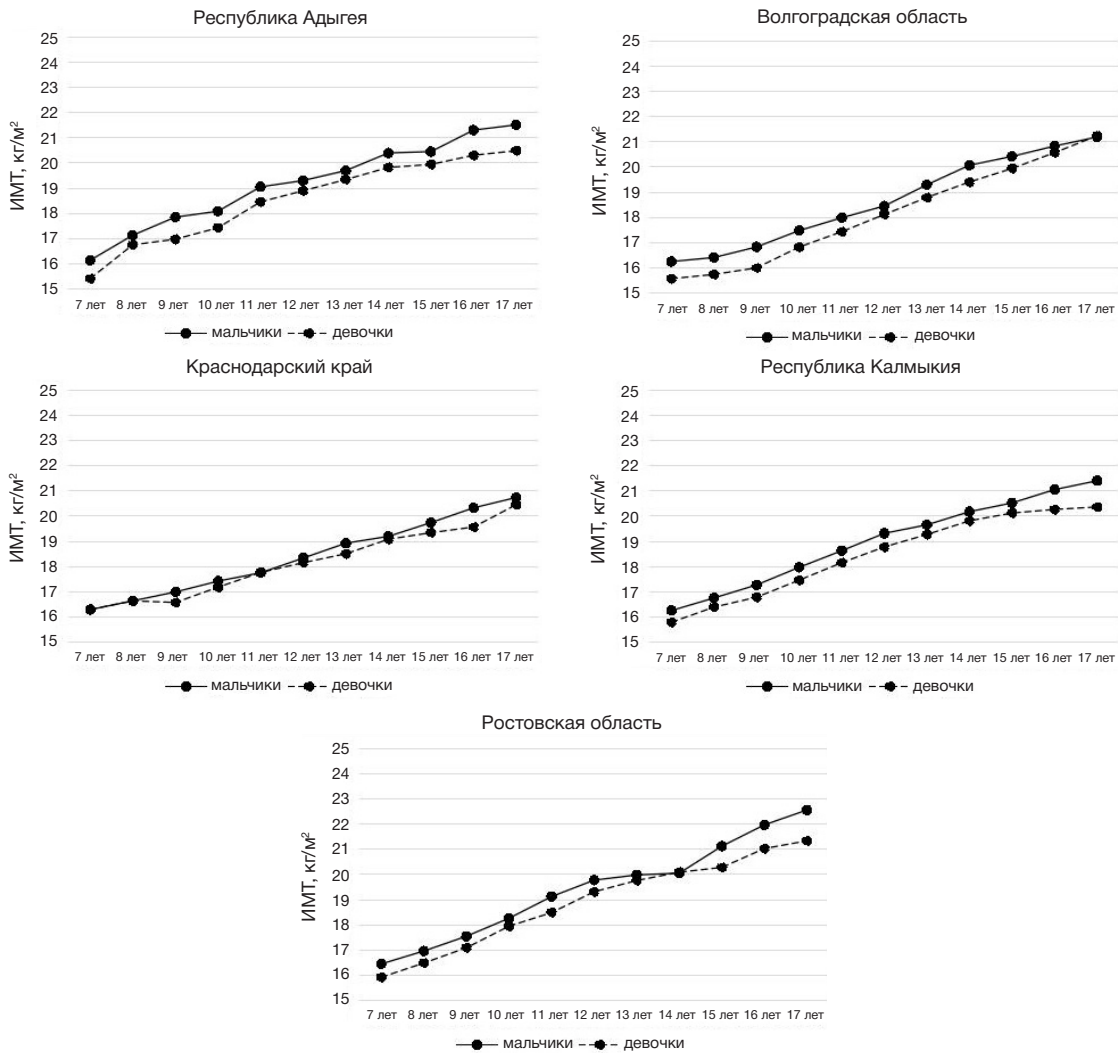 Республика Адыгея
ИМТ, кг/м²
25
24
23
22
21
20
19
18
17
16
15
7 лет 8 лет 9 лет 10 лет 11 лет 12 лет 13 лет 14 лет 15 лет 16 лет 17 лет
мальчики девочки
Волгоградская область
ИМТ, кг/м²
25
24
23
22
21
20
19
18
17
16
15
7 лет 8 лет 9 лет 10 лет 11 лет 12 лет 13 лет 14 лет 15 лет 16 лет 17 лет
мальчики девочки
Краснодарский край
ИМТ, кг/м²
25
24
23
22
21
20
19
18
17
16
15
7 лет 8 лет 9 лет 10 лет 11 лет 12 лет 13 лет 14 лет 15 лет 16 лет 17 лет
мальчики девочки
Республика Калмыкия
ИМТ, кг/м²
25
24
23
22
21
20
19
18
17
16
15
7 лет 8 лет 9 лет 10 лет 11 лет 12 лет 13 лет 14 лет 15 лет 16 лет 17 лет
мальчики девочки
Ростовская область
ИМТ, кг/м²
25
24
23
22
21
20
19
18
17
16
15
7 лет 8 лет 9 лет 10 лет 11 лет 12 лет 13 лет 14 лет 15 лет 16 лет 17 лет
мальчики девочки